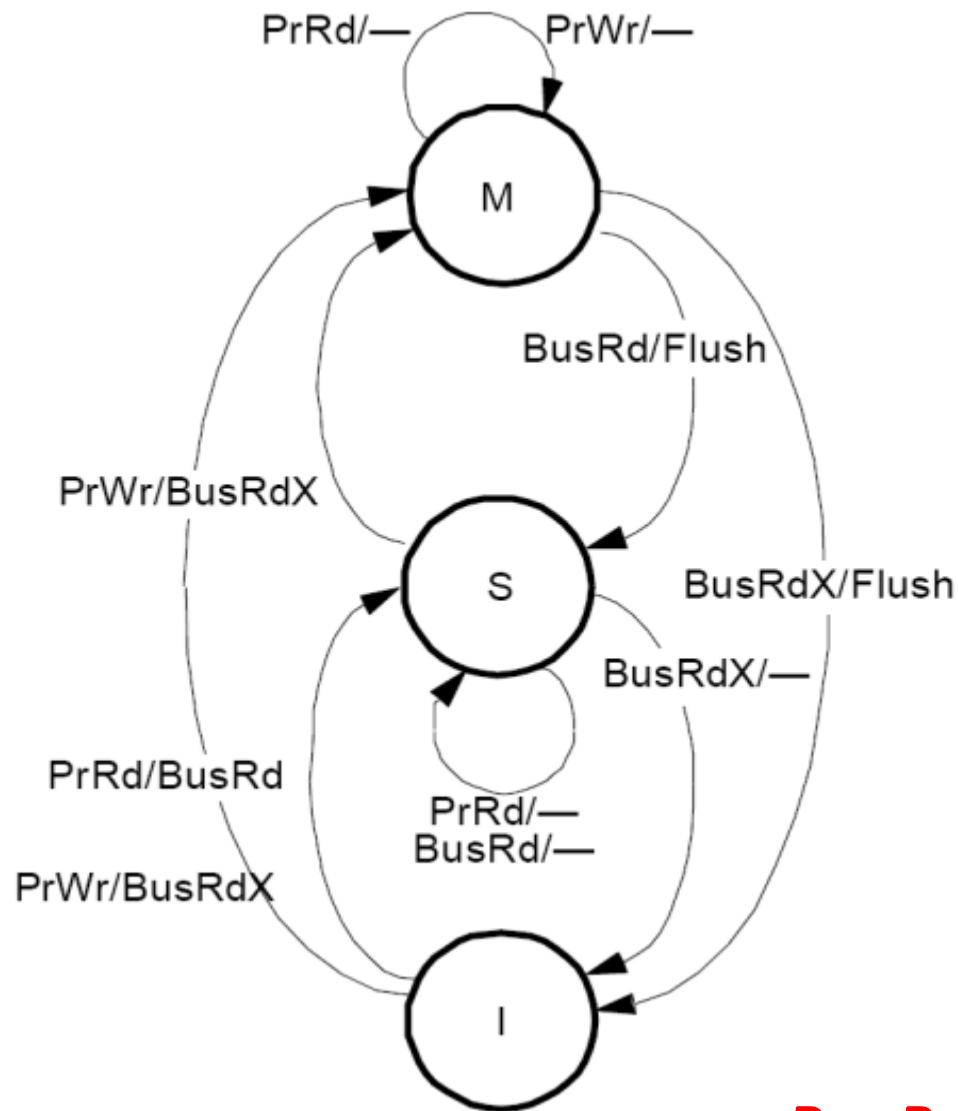 PrRd/— PrWr/—
M
BusRd/Flush
PrWr/BusRdX
S
BusRdX/Flush
BusRdX/—
PrRd/BusRd
PrRd/—
BusRd/—
PrWr/BusRdX
I